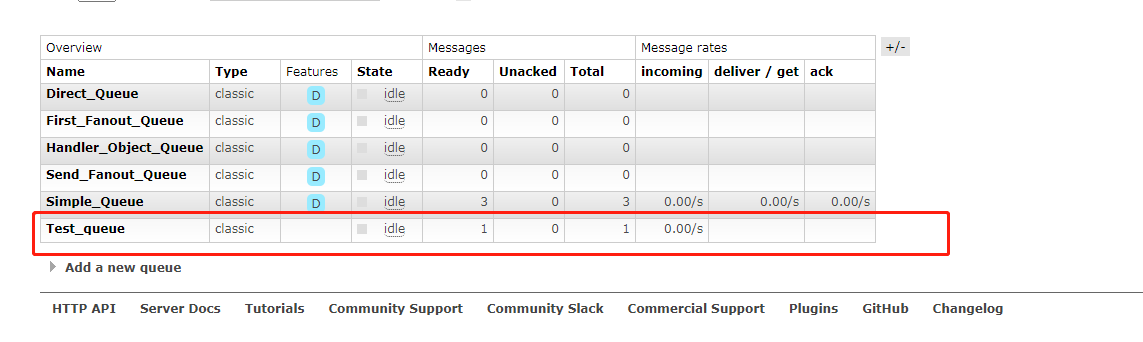 Overview Messages Message rates +/-
Name Type Features State Ready Unacked Total incoming deliver / get ack
Direct_Queue classic D idle 0 0 0
First_Fanout_Queue classic D idle 0 0 0
Handler_Object_Queue classic D idle 0 0 0
Send_Fanout_Queue classic D idle 0 0 0
Simple_Queue classic D idle 3 0 3 0.00/s 0.00/s 0.00/s
Test_queue classic idle 1 0 1 0.00/s
Add a new queue
HTTP API Server Docs Tutorials Community Support Community Slack Commercial Support Plugins GitHub Changelog